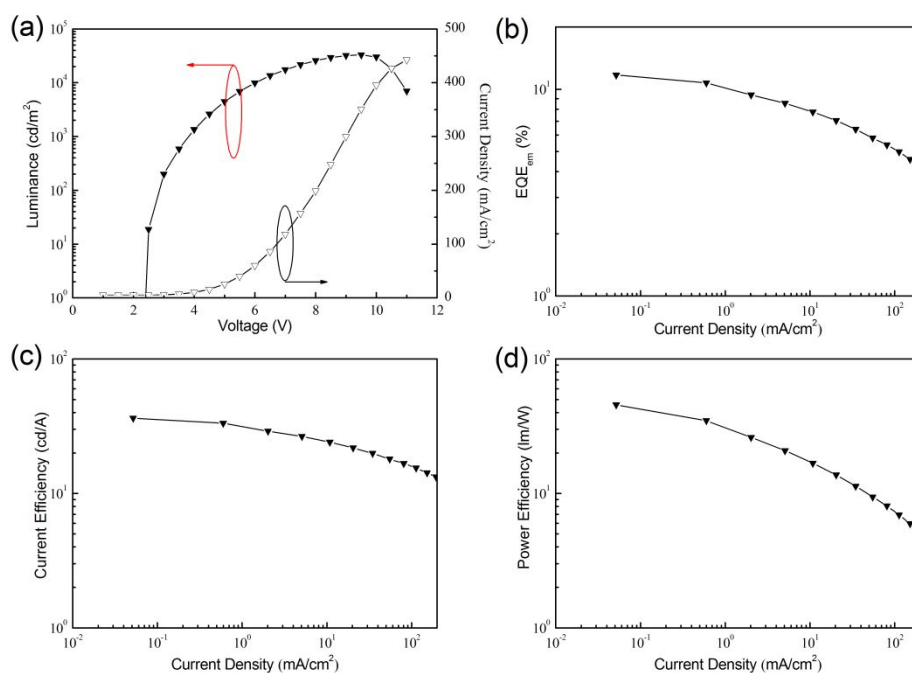 (a)
10^5
10^4
10^3
10^2
10^1
10^0
Luminance (cd/m^2)
500
400
300
200
100
0
Current Density (mA/cm^2)
0 2 4 6 8 10 12
Voltage (V)
(b)
10^1
10^0
EQE_em (%)
10^-2 10^-1 10^0 10^1 10^2
Current Density (mA/cm^2)
(c)
10^2
10^1
10^0
Current Efficiency (cd/A)
10^-2 10^-1 10^0 10^1 10^2
Current Density (mA/cm^2)
(d)
10^2
10^1
10^0
Power Efficiency (lm/W)
10^-2 10^-1 10^0 10^1 10^2
Current Density (mA/cm^2)